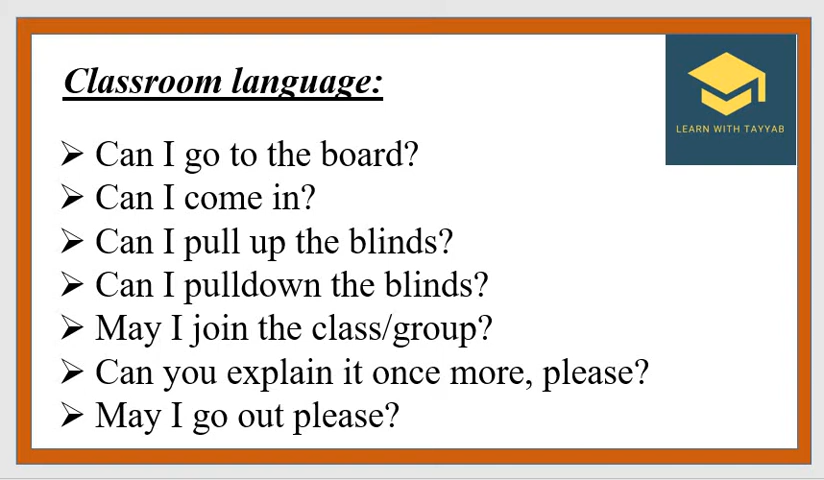 Classroom language:
LEARN WITH TAYYAB
➢ Can I go to the board?
➢ Can I come in?
➢ Can I pull up the blinds?
➢ Can I pulldown the blinds?
➢ May I join the class/group?
➢ Can you explain it once more, please?
➢ May I go out please?